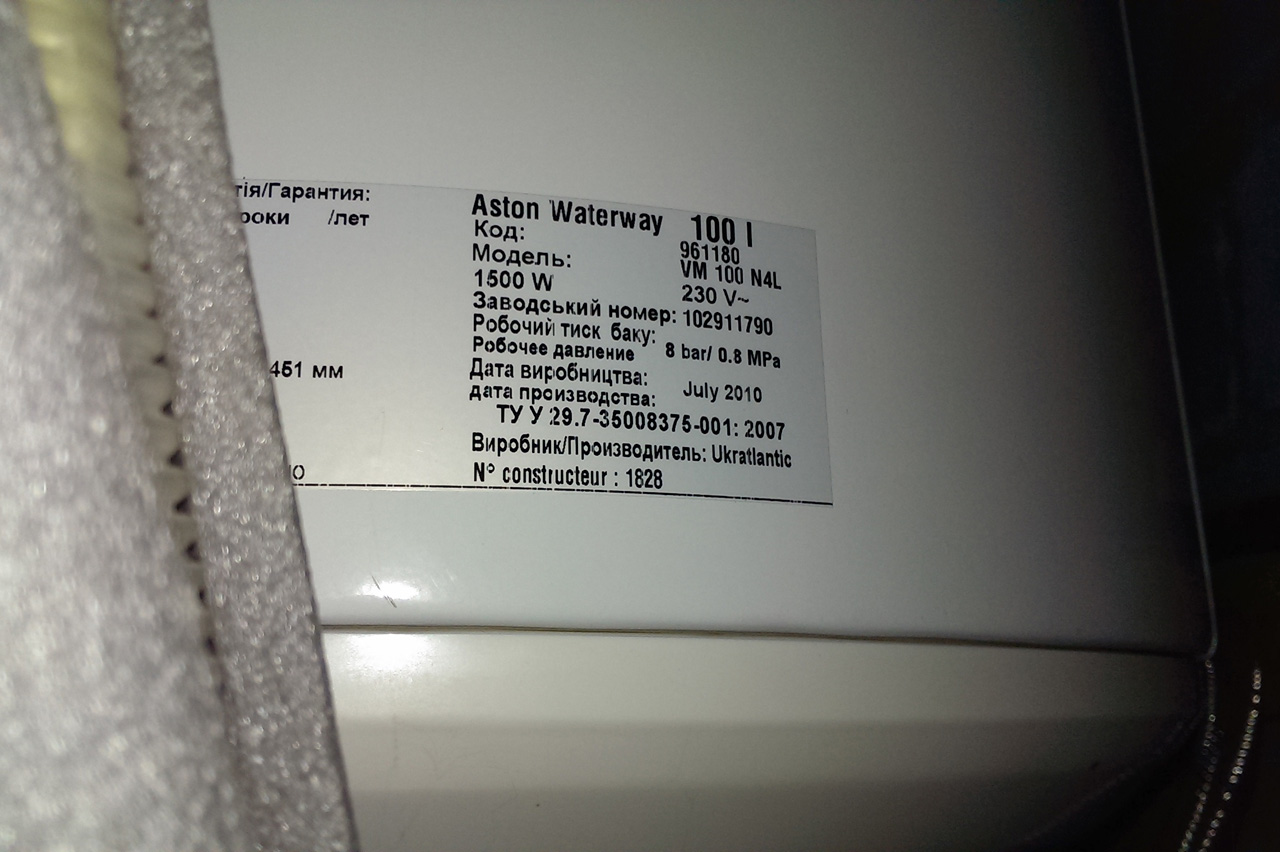 тія/Гарантия:
роки /лет
451 мм
Aston Waterway 100 l
Код: 961180
Модель: VM 100 N4L
1500 W 230 V~
Заводський номер: 102911790
Робочий тиск баку: 8 bar/ 0.8 MPa
Робочее давление
Дата виробництва: July 2010
дата производства:
ТУ У 29.7-35008375-001: 2007
Виробник/Производитель: Ukratlantic
N° constructeur : 1828